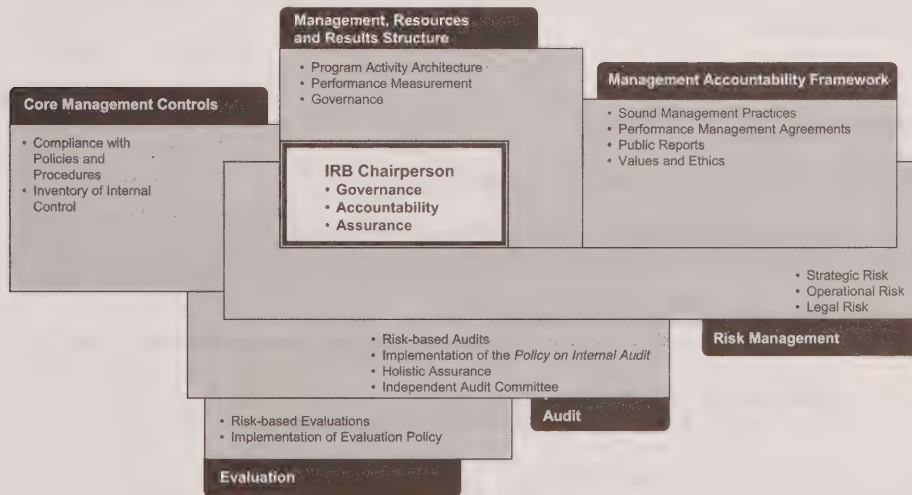 Management, Resources
and Results Structure
• Program Activity Architecture
• Performance Measurement
• Governance
Management Accountability Framework
• Sound Management Practices
• Performance Management Agreements
• Public Reports
• Values and Ethics
Core Management Controls
• Compliance with
Policies and
Procedures
• Inventory of Internal
Control
IRB Chairperson
• Governance
• Accountability
• Assurance
• Strategic Risk
• Operational Risk
• Legal Risk
Risk Management
• Risk-based Audits
• Implementation of the Policy on Internal Audit
• Holistic Assurance
• Independent Audit Committee
Audit
• Risk-based Evaluations
• Implementation of Evaluation Policy
Evaluation